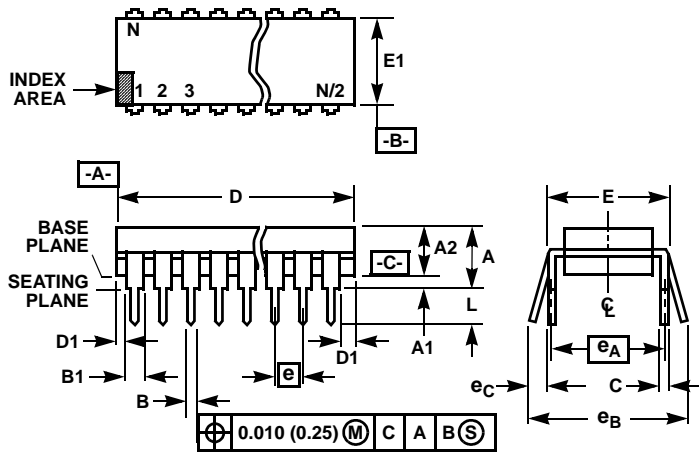 N
E1
INDEX
AREA
1 2 3 N/2
-B-
-A-
D
E
BASE
PLANE
A2
A
-C-
SEATING
PLANE
L
C L
D1
e
D1
A1
eA
B1
eC
C
B
eB
0.010 (0.25) M C A B S